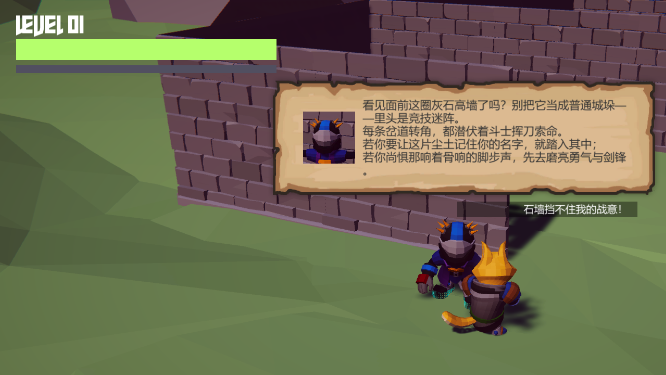 LEVEL 01
看见面前这圈灰石高墙了吗？别把它当成普通城垛—
—里头是竞技迷阵。
每条岔道转角，都潜伏着斗士挥刀索命。
若你要让这片尘土记住你的名字，就踏入其中；
若你尚惧那响着骨响的脚步声，先去磨亮勇气与剑锋
。
石墙挡不住我的战意！